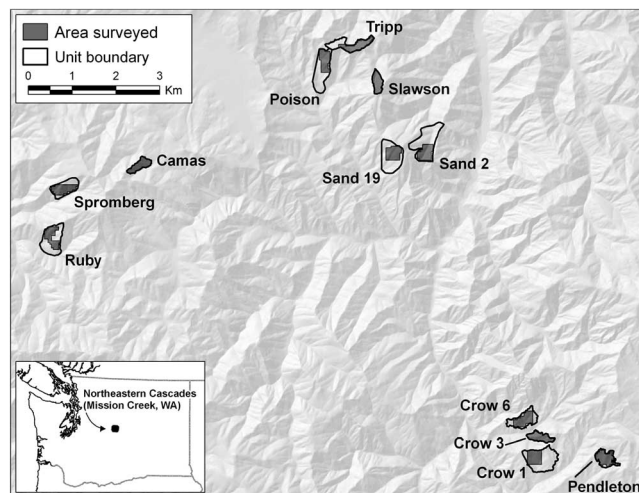 Area surveyed
Unit boundary
0 1 2 3
Km
Tripp
Poison
Slawson
Camas
Sand 19
Sand 2
Spromberg
Ruby
Northeastern Cascades
(Mission Creek, WA)
Crow 6
Crow 3
Crow 1
Pendleton